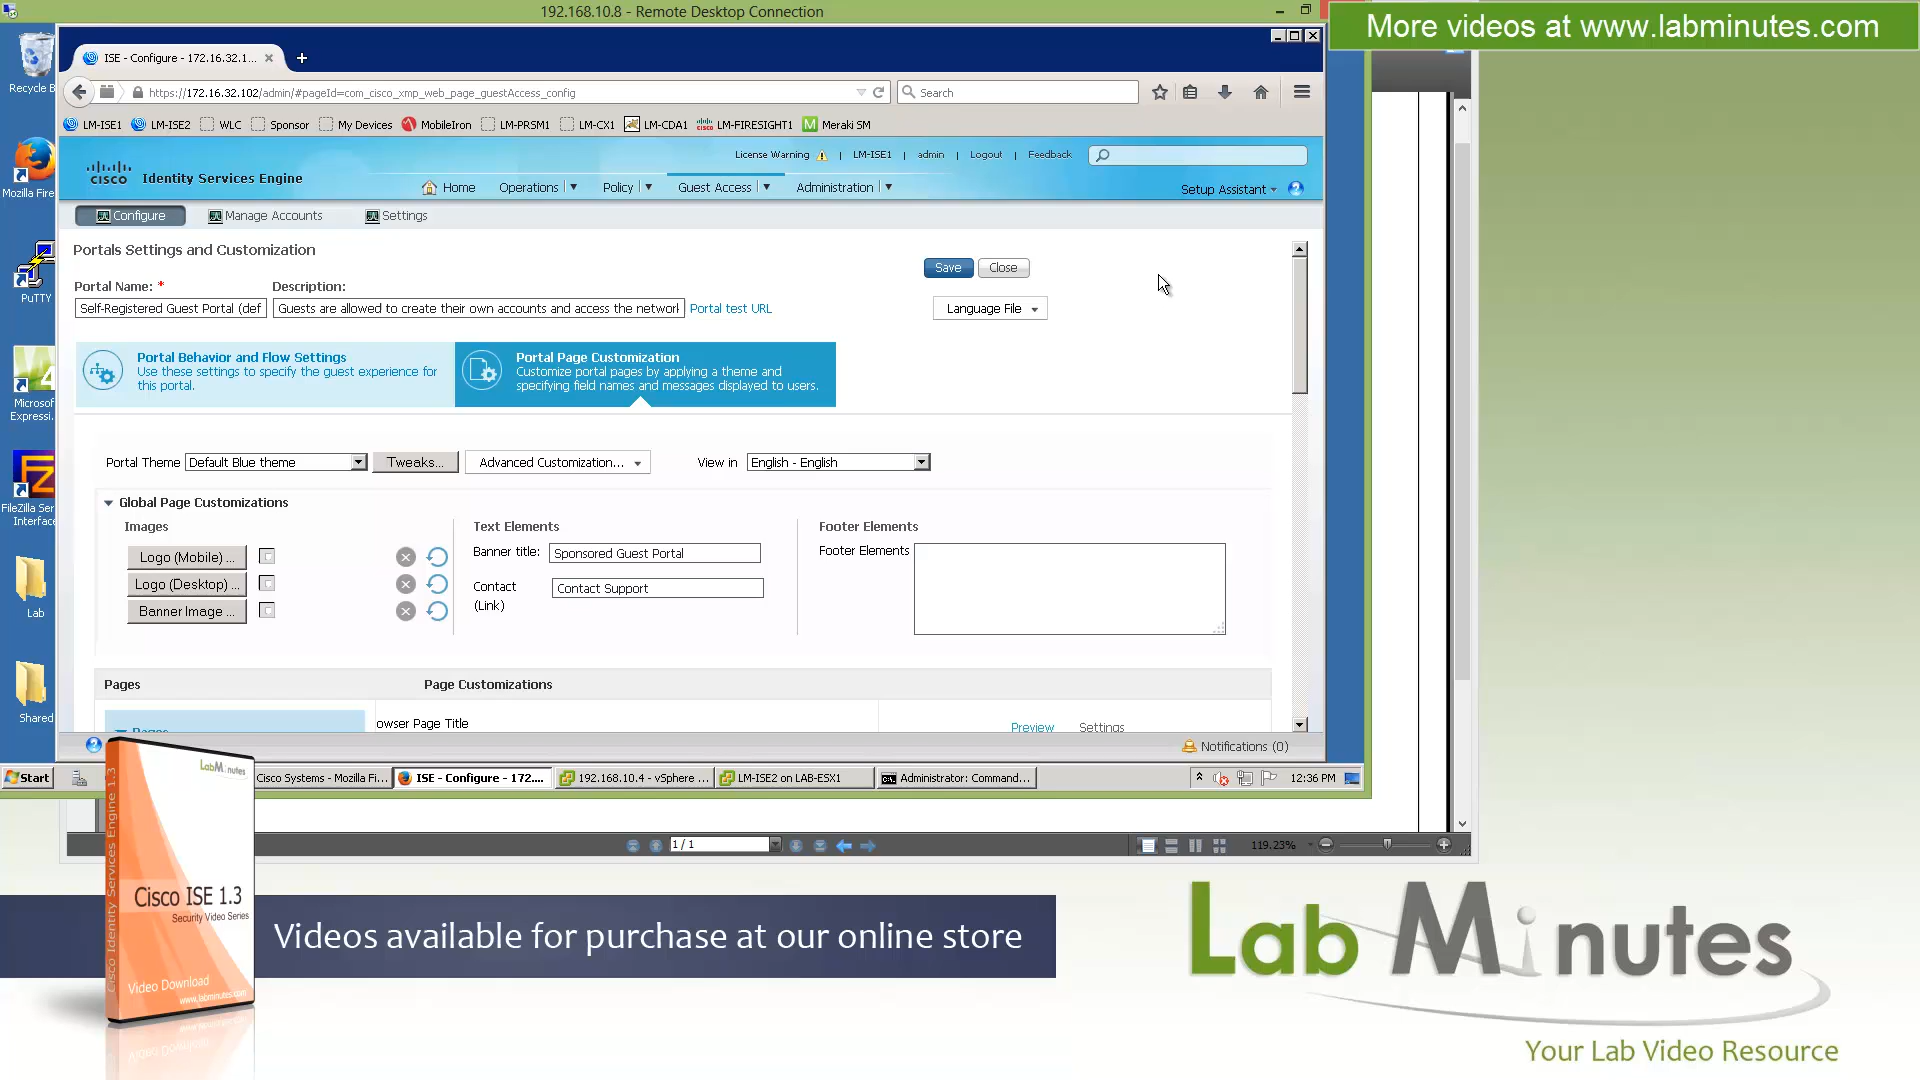 192.168.10.8 - Remote Desktop Connection
More videos at www.labminutes.com
Recycle B
ISE - Configure - 172.16.32.1...
https://172.16.32.102/admin/#pageId=com_cisco_xmp_web_page_guestAccess_config
Search
LM-ISE1
LM-ISE2
WLC
Sponsor
My Devices
MobileIron
LM-PRSM1
LM-CX1
LM-CDA1
LM-FIRESIGHT1
Meraki SM
License Warning | LM-ISE1 | admin | Logout | Feedback
cisco Identity Services Engine
Home
Operations
Policy
Guest Access
Administration
Setup Assistant
Configure
Manage Accounts
Settings
Mozilla Fire
PuTTY
Microsof
Expressi...
FileZilla Ser
Interface
Lab
Shared
Portals Settings and Customization
Save
Close
Portal Name: *
Description:
Self-Registered Guest Portal (def
Guests are allowed to create their own accounts and access the network
Portal test URL
Language File
Portal Behavior and Flow Settings
Use these settings to specify the guest experience for
this portal.
Portal Page Customization
Customize portal pages by applying a theme and
specifying field names and messages displayed to users.
Portal Theme
Default Blue theme
Tweaks...
Advanced Customization...
View in
English - English
Global Page Customizations
Images
Logo (Mobile) ...
Logo (Desktop) ...
Banner Image ...
Text Elements
Banner title:
Sponsored Guest Portal
Contact
(Link)
Contact Support
Footer Elements
Footer Elements
Pages
Page Customizations
Pages
owser Page Title
Preview
Settings
Notifications (0)
Start
Cisco Systems - Mozilla Fi...
ISE - Configure - 172....
192.168.10.4 - vSphere ...
LM-ISE2 on LAB-ESX1
Administrator: Command...
12:36 PM
1 / 1
119.23%
Cisco Identity Services Engine 1.3
LabMinutes
Cisco ISE 1.3
Security Video Series
Video Download
www.labminutes.com
Videos available for purchase at our online store
Lab Minutes
Your Lab Video Resource